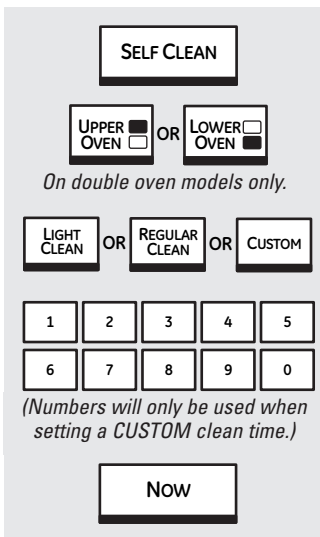 SELF CLEAN
UPPER OVEN OR LOWER OVEN
On double oven models only.
LIGHT CLEAN OR REGULAR CLEAN OR CUSTOM
1 2 3 4 5
6 7 8 9 0
(Numbers will only be used when
setting a CUSTOM clean time.)
NOW